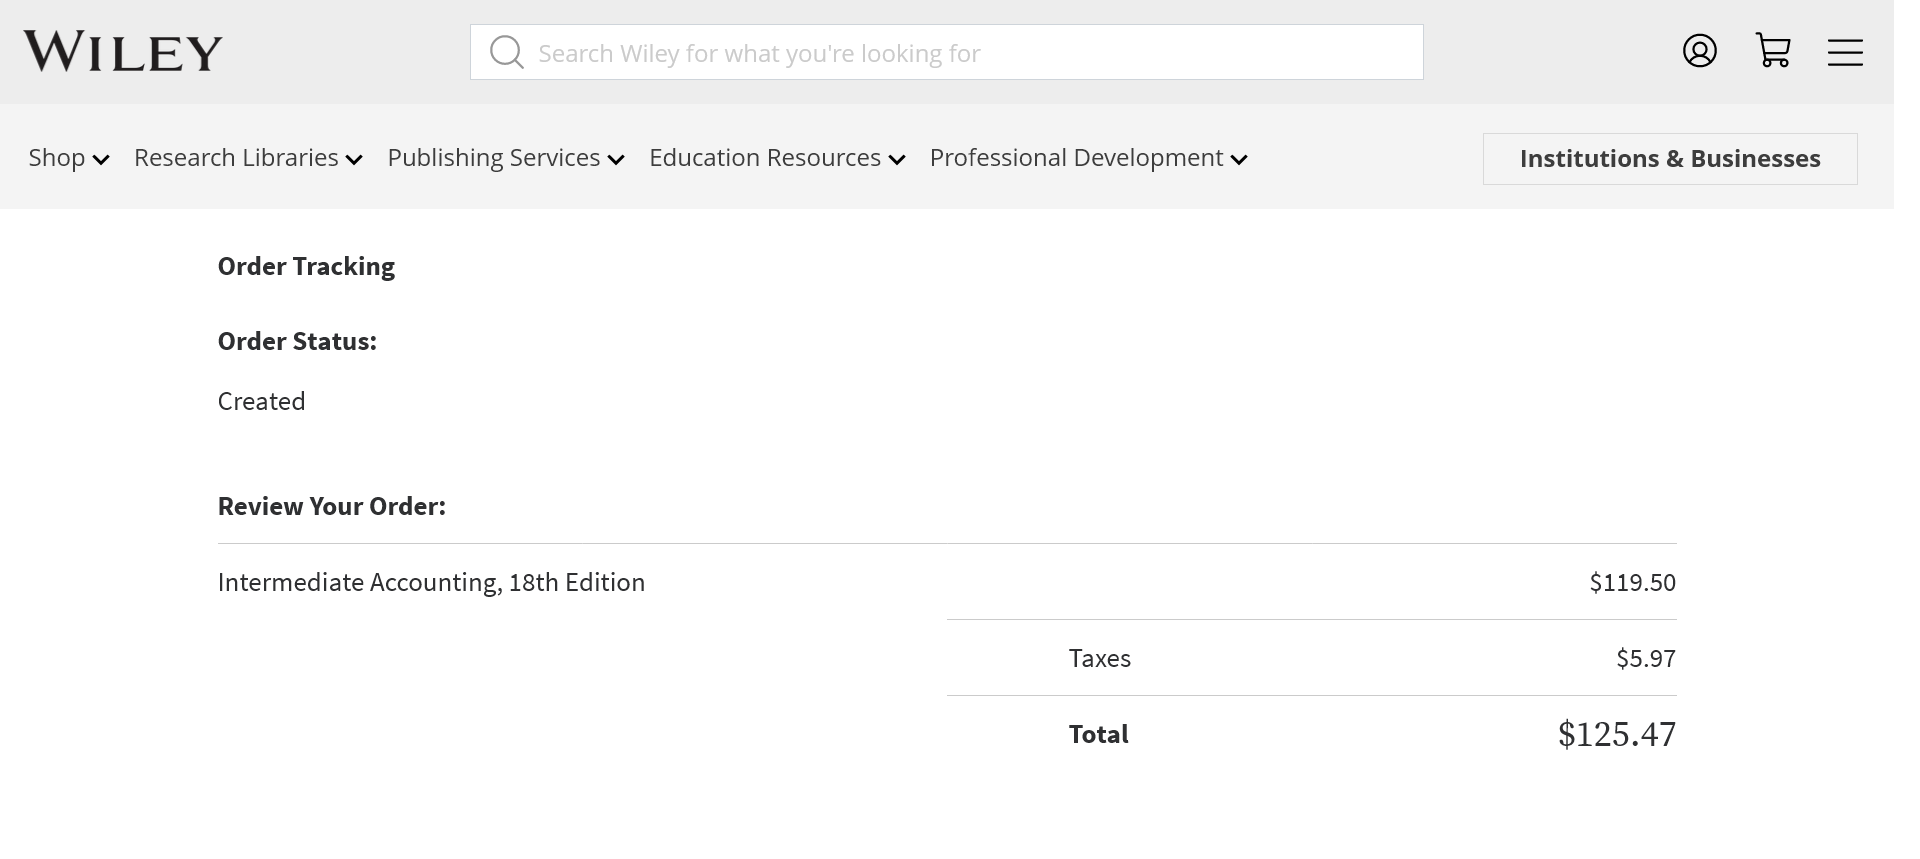 WILEY
Search Wiley for what you're looking for
Shop Research Libraries Publishing Services Education Resources Professional Development Institutions & Businesses
Order Tracking
Order Status:
Created
Review Your Order:
Intermediate Accounting, 18th Edition $119.50
Taxes $5.97
Total $125.47